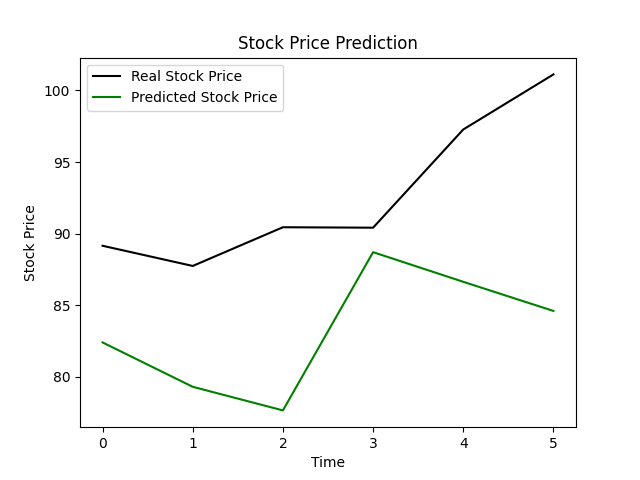 Stock Price Prediction
Real Stock Price
Predicted Stock Price
100
95
90
85
80
Stock Price
0 1 2 3 4 5
Time